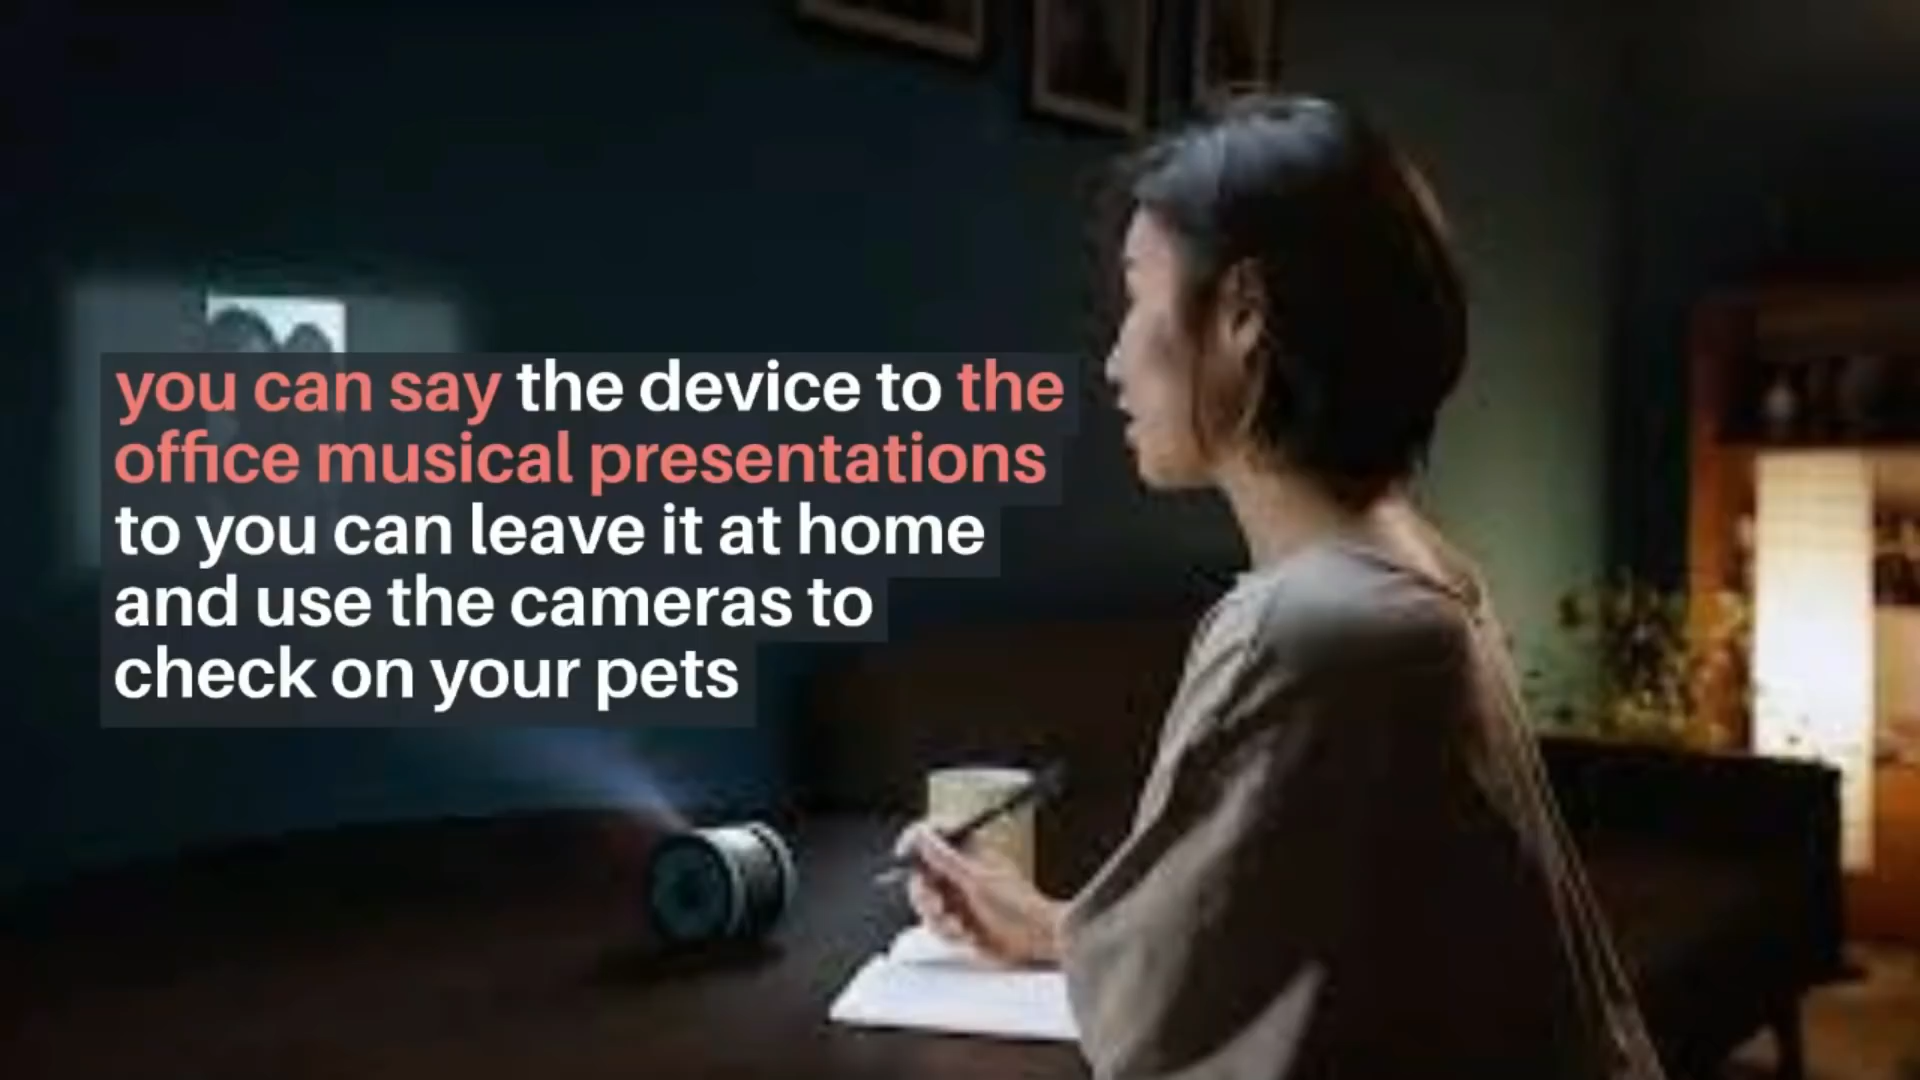 you can say the device to the
office musical presentations
to you can leave it at home
and use the cameras to
check on your pets